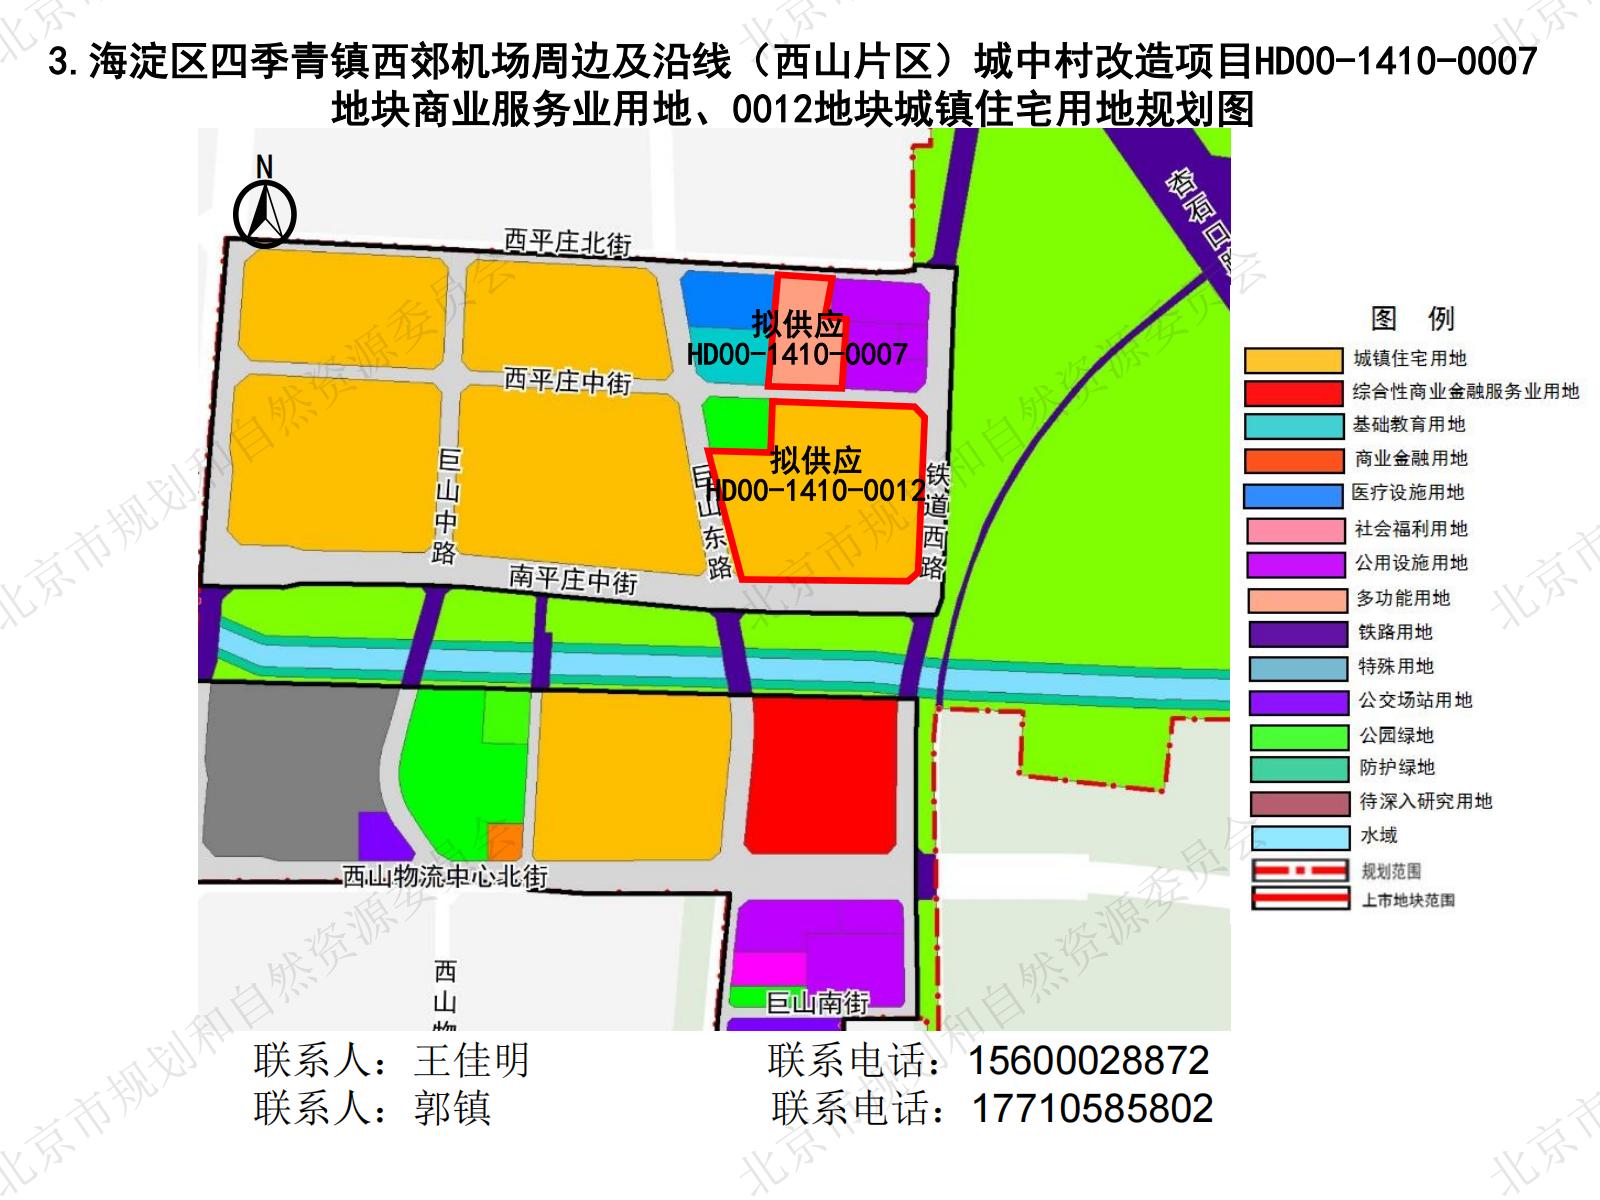 3.海淀区四季青镇西郊机场周边及沿线（西山片区）城中村改造项目HD00-1410-0007
地块商业服务业用地、0012地块城镇住宅用地规划图
N
杏石口路
西平庄北街
拟供应
HD00-1410-0007
西平庄中街
拟供应
HD00-1410-0012
巨山中路
巨山东路
铁道西路
南平庄中街
西山物流中心北街
西山物
巨山南街
图 例
城镇住宅用地
综合性商业金融服务业用地
基础教育用地
商业金融用地
医疗设施用地
社会福利用地
公用设施用地
多功能用地
铁路用地
特殊用地
公交场站用地
公园绿地
防护绿地
待深入研究用地
水域
规划范围
上市地块范围
联系人：王佳明 联系电话：15600028872
联系人：郭镇 联系电话：17710585802
北京市规划和自然资源委员会